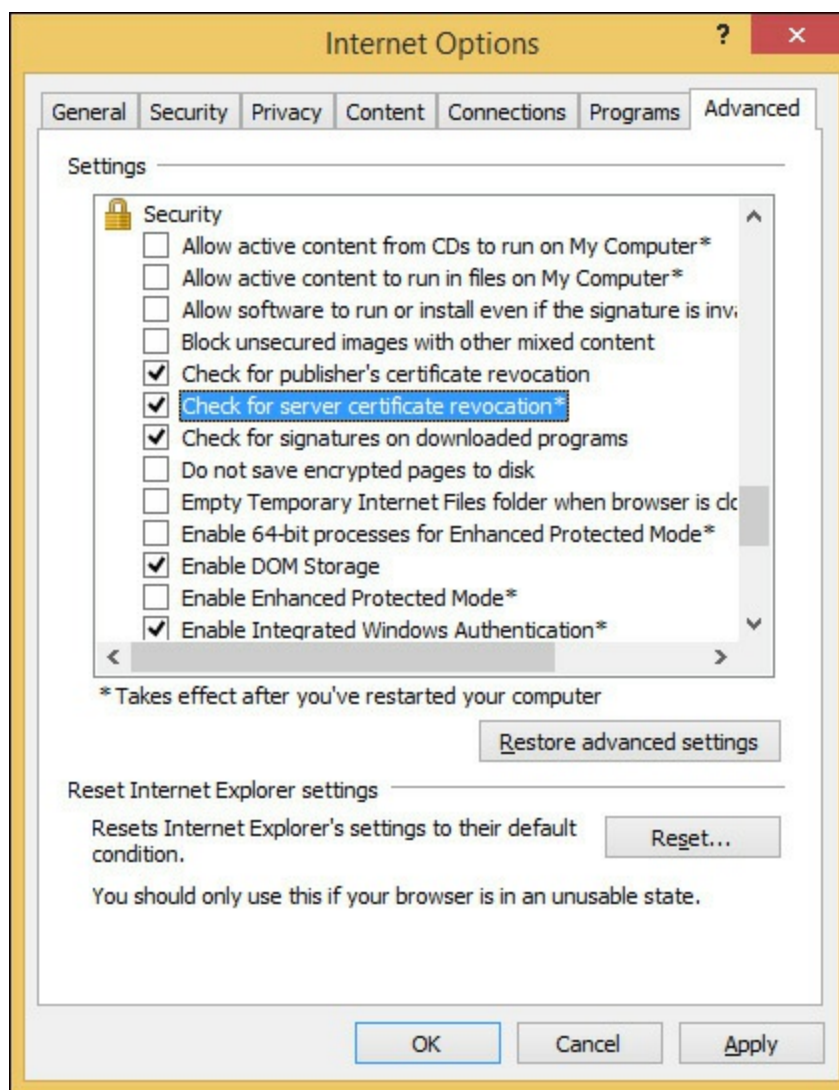 Internet Options
?
General Security Privacy Content Connections Programs Advanced
Settings
Security
Allow active content from CDs to run on My Computer*
Allow active content to run in files on My Computer*
Allow software to run or install even if the signature is inva
Block unsecured images with other mixed content
Check for publisher's certificate revocation
Check for server certificate revocation*
Check for signatures on downloaded programs
Do not save encrypted pages to disk
Empty Temporary Internet Files folder when browser is clo
Enable 64-bit processes for Enhanced Protected Mode*
Enable DOM Storage
Enable Enhanced Protected Mode*
Enable Integrated Windows Authentication*
* Takes effect after you've restarted your computer
Restore advanced settings
Reset Internet Explorer settings
Resets Internet Explorer's settings to their default
condition.
Reset...
You should only use this if your browser is in an unusable state.
OK Cancel Apply